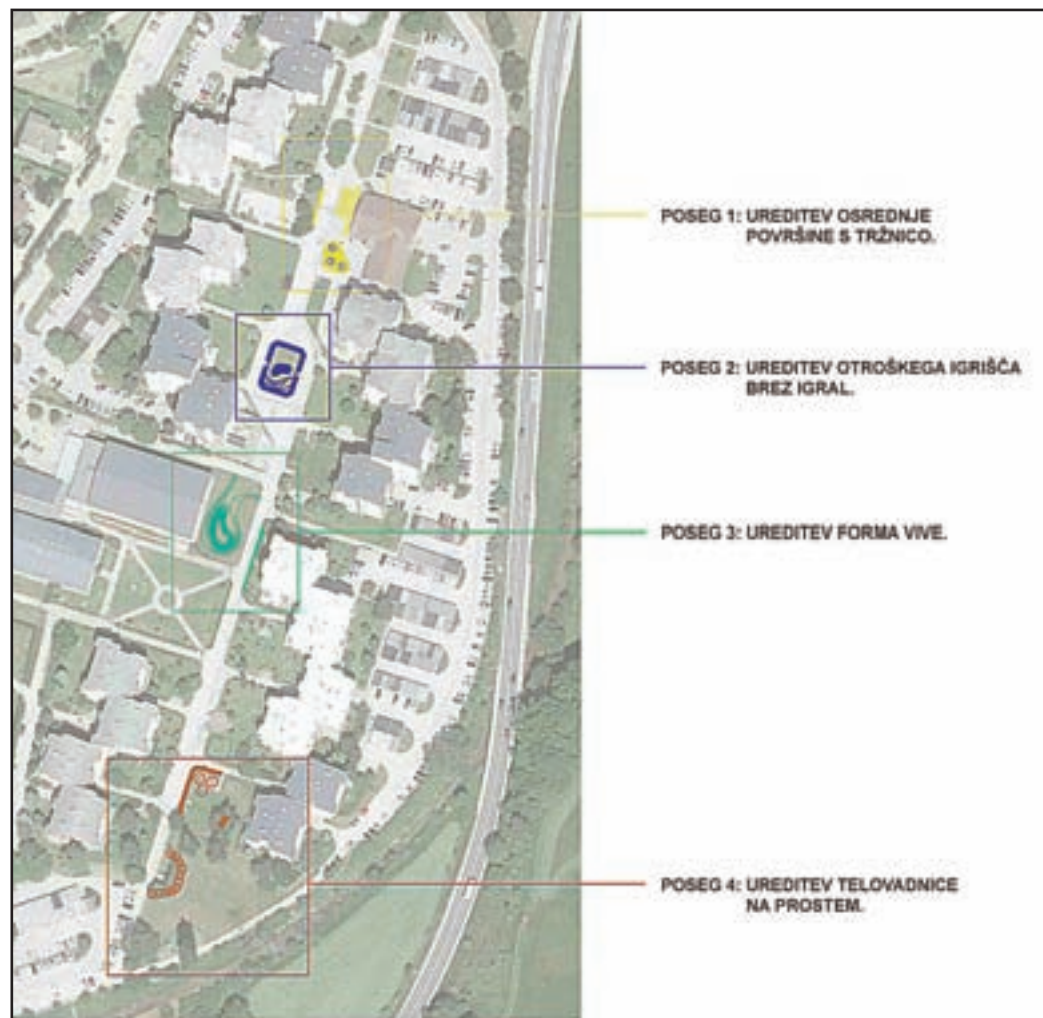 POSEG 1: UREDITEV OSREDNJE
POVRŠINE S TRŽNICO.
POSEG 2: UREDITEV OTROŠKEGA IGRIŠČA
BREZ IGRAL.
POSEG 3: UREDITEV FORMA VIVE.
POSEG 4: UREDITEV TELOVADNICE
NA PROSTEM.